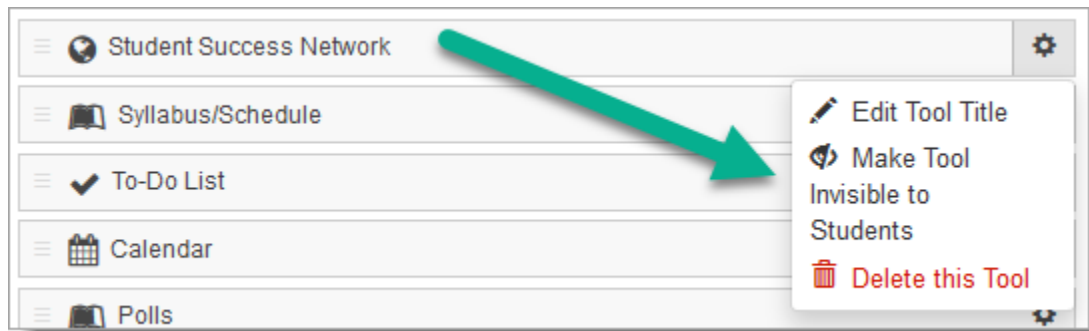 Student Success Network
Syllabus/Schedule
To-Do List
Calendar
Polls
Edit Tool Title
Make Tool
Invisible to
Students
Delete this Tool